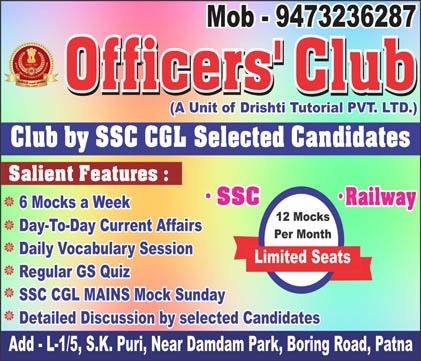 Mob - 9473236287
Officers' Club
(A Unit of Drishti Tutorial PVT. LTD.)
Club by SSC CGL Selected Candidates
Salient Features :
6 Mocks a Week
Day-To-Day Current Affairs
Daily Vocabulary Session
Regular GS Quiz
SSC CGL MAINS Mock Sunday
Detailed Discussion by selected Candidates
• SSC
• Railway
12 Mocks
Per Month
Limited Seats
Add - L-1/5, S.K. Puri, Near Damdam Park, Boring Road, Patna